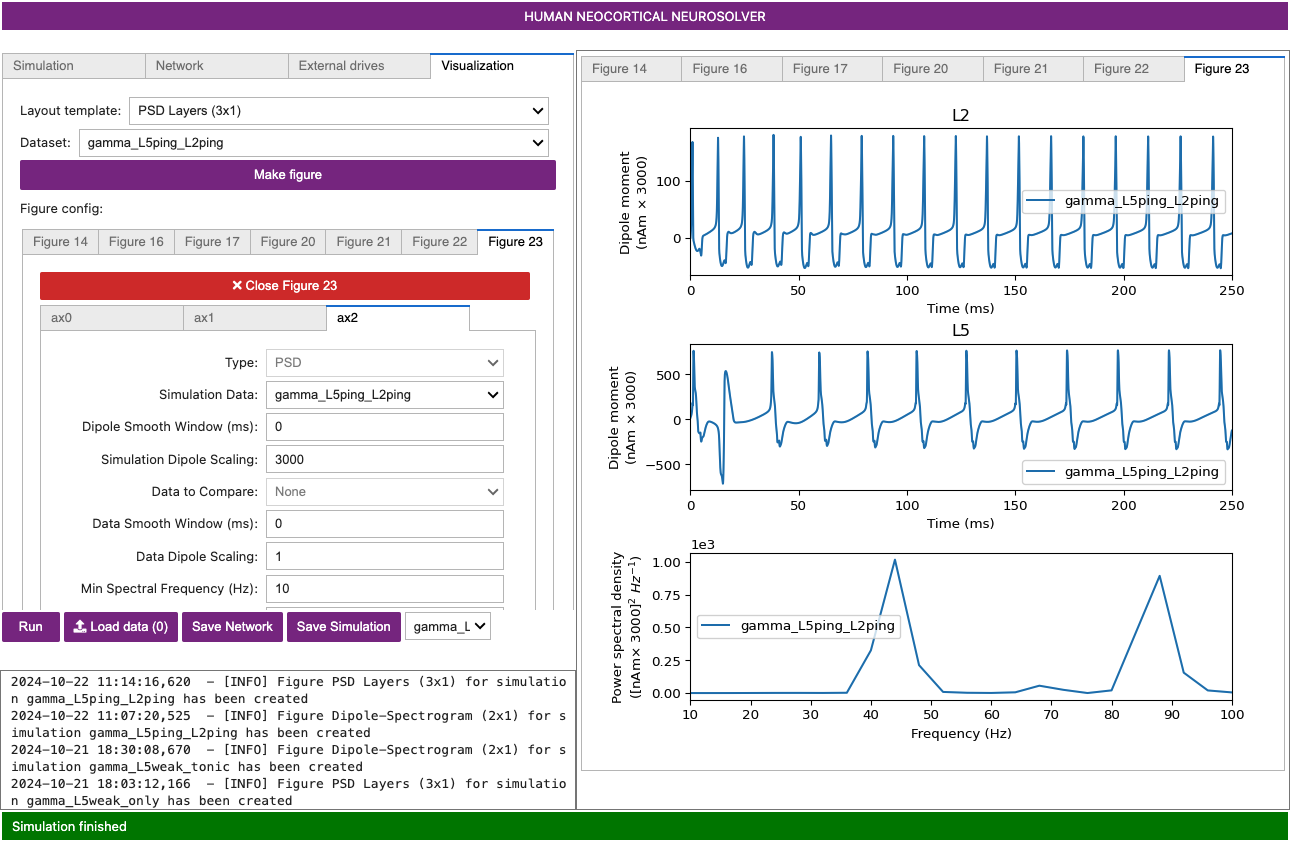 HUMAN NEOCORTICAL NEUROSOLVER
Simulation
Network
External drives
Visualization
Layout template: PSD Layers (3x1)
Dataset: gamma_L5ping_L2ping
Make figure
Figure config:
Figure 14
Figure 16
Figure 17
Figure 20
Figure 21
Figure 22
Figure 23
✕ Close Figure 23
ax0
ax1
ax2
Type: PSD
Simulation Data: gamma_L5ping_L2ping
Dipole Smooth Window (ms): 0
Simulation Dipole Scaling: 3000
Data to Compare: None
Data Smooth Window (ms): 0
Data Dipole Scaling: 1
Min Spectral Frequency (Hz): 10
Run
Load data (0)
Save Network
Save Simulation
gamma_L
2024-10-22 11:14:16,620  - [INFO] Figure PSD Layers (3x1) for simulatio
n gamma_L5ping_L2ping has been created
2024-10-22 11:07:20,525  - [INFO] Figure Dipole-Spectrogram (2x1) for s
imulation gamma_L5ping_L2ping has been created
2024-10-21 18:30:08,670  - [INFO] Figure Dipole-Spectrogram (2x1) for s
imulation gamma_L5weak_tonic has been created
2024-10-21 18:03:12,166  - [INFO] Figure PSD Layers (3x1) for simulatio
n gamma_L5weak_only has been created
Figure 14
Figure 16
Figure 17
Figure 20
Figure 21
Figure 22
Figure 23
L2
Dipole moment
(nAm × 3000)
100
0
gamma_L5ping_L2ping
0 50 100 150 200 250
Time (ms)
L5
Dipole moment
(nAm × 3000)
500
0
−500
gamma_L5ping_L2ping
0 50 100 150 200 250
Time (ms)
1e3
Power spectral density
([nAm× 3000]² Hz⁻¹)
1.00
0.75
0.50
0.25
0.00
gamma_L5ping_L2ping
10 20 30 40 50 60 70 80 90 100
Frequency (Hz)
Simulation finished